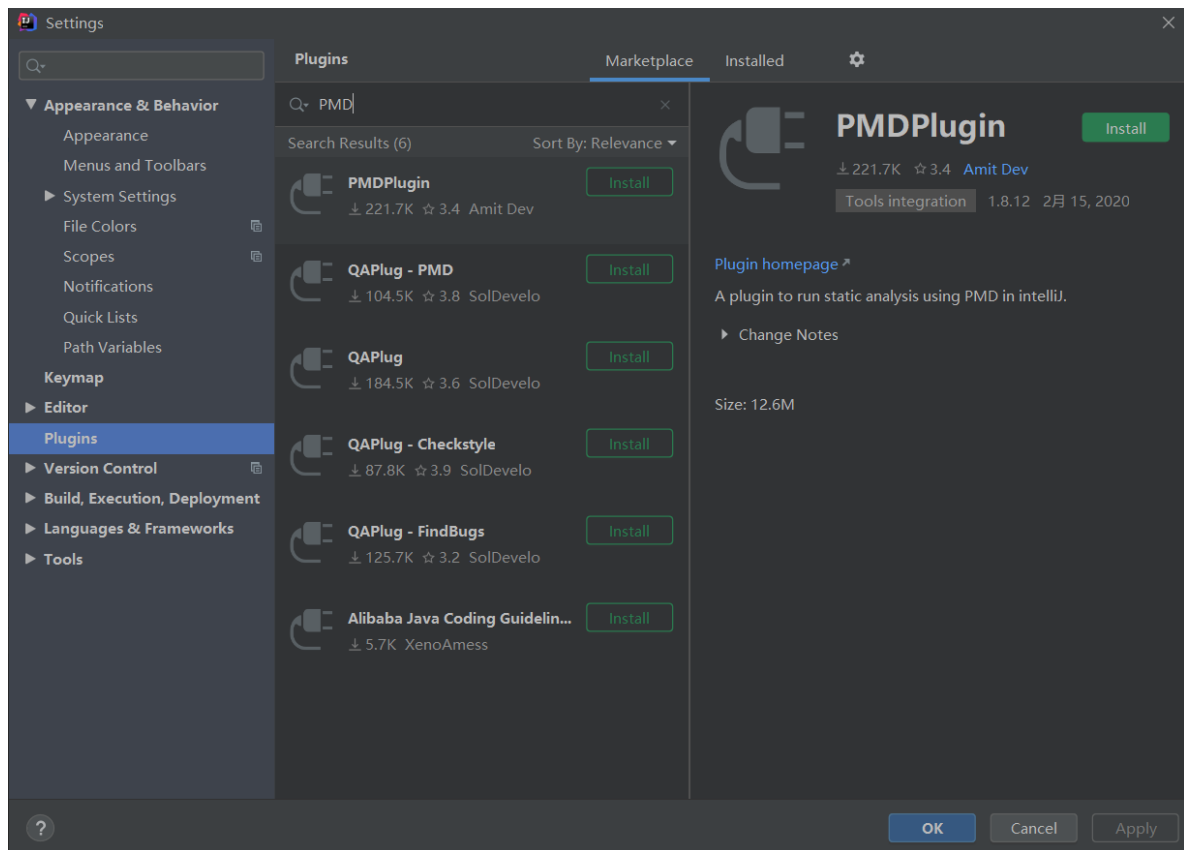 Settings
Appearance & Behavior
Appearance
Menus and Toolbars
System Settings
File Colors
Scopes
Notifications
Quick Lists
Path Variables
Keymap
Editor
Plugins
Version Control
Build, Execution, Deployment
Languages & Frameworks
Tools
Plugins
Marketplace
Installed
PMD
Search Results (6)
Sort By: Relevance
PMDPlugin
Install
221.7K 3.4 Amit Dev
QAPlug - PMD
Install
104.5K 3.8 SolDevelo
QAPlug
Install
184.5K 3.6 SolDevelo
QAPlug - Checkstyle
Install
87.8K 3.9 SolDevelo
QAPlug - FindBugs
Install
125.7K 3.2 SolDevelo
Alibaba Java Coding Guidelin...
Install
5.7K XenoAmess
PMDPlugin
Install
221.7K 3.4 Amit Dev
Tools integration 1.8.12 2月 15, 2020
Plugin homepage
A plugin to run static analysis using PMD in intelliJ.
Change Notes
Size: 12.6M
?
OK
Cancel
Apply